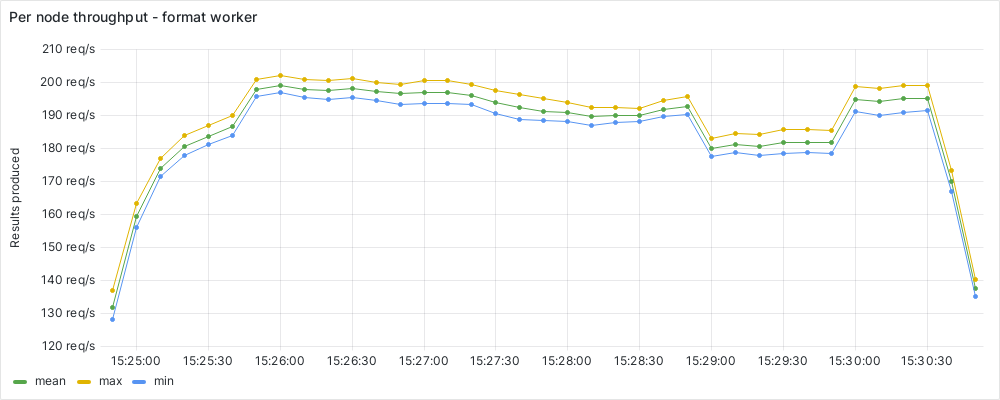 Per node throughput - format worker
Results produced
210 req/s
200 req/s
190 req/s
180 req/s
170 req/s
160 req/s
150 req/s
140 req/s
130 req/s
120 req/s
15:25:00 15:25:30 15:26:00 15:26:30 15:27:00 15:27:30 15:28:00 15:28:30 15:29:00 15:29:30 15:30:00 15:30:30
mean max min